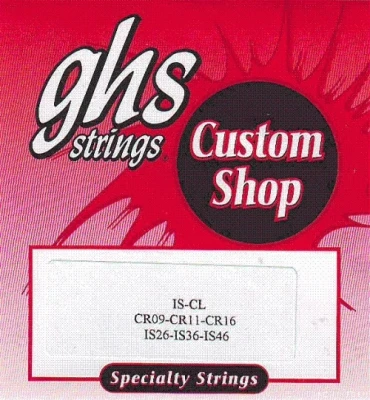 ghs
strings
Custom
Shop
IS-CL
CR09-CR11-CR16
IS26-IS36-IS46
Specialty Strings